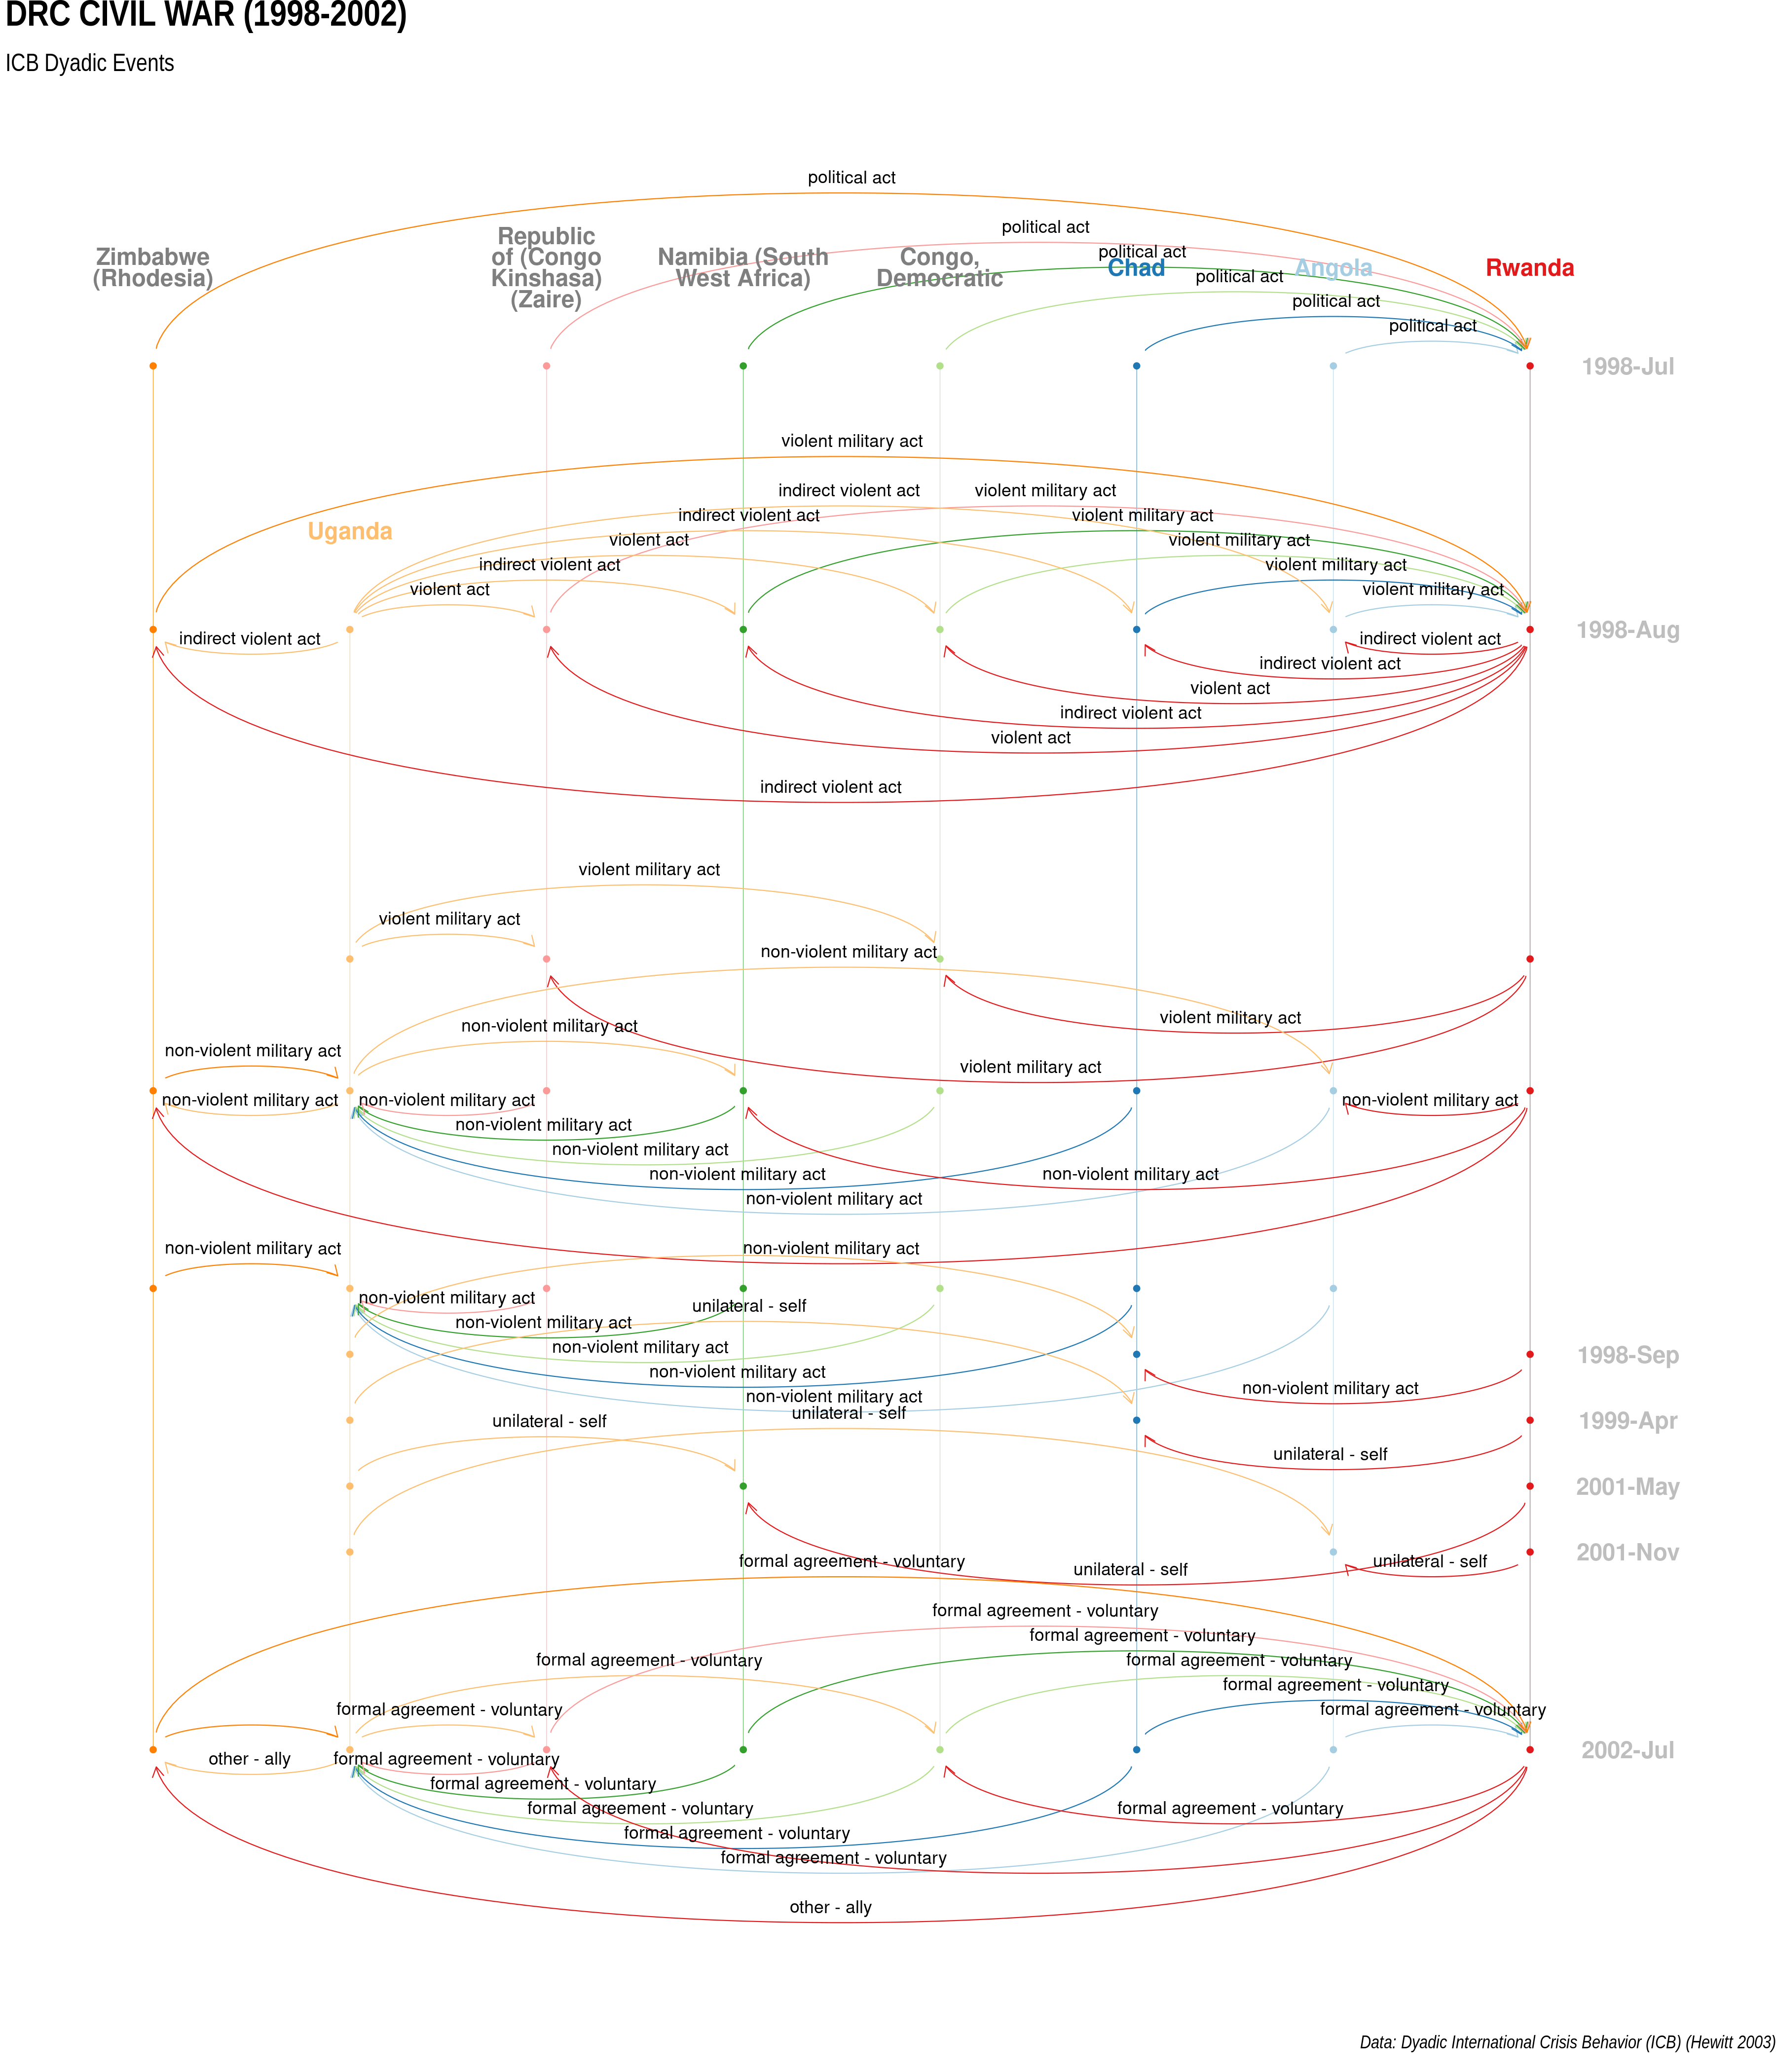 DRC CIVIL WAR (1998-2002)
ICB Dyadic Events
political act
political act
political act
political act
political act
political act
Zimbabwe
(Rhodesia)
Republic
of (Congo
Kinshasa)
(Zaire)
Namibia (South
West Africa)
Congo,
Democratic
Chad
Angola
Rwanda
1998-Jul
violent military act
indirect violent act
violent military act
indirect violent act
violent military act
Uganda
violent act
violent military act
indirect violent act
violent military act
violent act
violent military act
1998-Aug
indirect violent act
indirect violent act
indirect violent act
violent act
indirect violent act
violent act
indirect violent act
violent military act
violent military act
non-violent military act
violent military act
non-violent military act
non-violent military act
violent military act
non-violent military act
non-violent military act
non-violent military act
non-violent military act
non-violent military act
non-violent military act
non-violent military act
non-violent military act
non-violent military act
non-violent military act
non-violent military act
unilateral - self
non-violent military act
non-violent military act
1998-Sep
non-violent military act
non-violent military act
non-violent military act
unilateral - self
unilateral - self
1999-Apr
unilateral - self
2001-May
2001-Nov
formal agreement - voluntary
unilateral - self
unilateral - self
formal agreement - voluntary
formal agreement - voluntary
formal agreement - voluntary
formal agreement - voluntary
formal agreement - voluntary
formal agreement - voluntary
formal agreement - voluntary
2002-Jul
other - ally
formal agreement - voluntary
formal agreement - voluntary
formal agreement - voluntary
formal agreement - voluntary
formal agreement - voluntary
formal agreement - voluntary
other - ally
Data: Dyadic International Crisis Behavior (ICB) (Hewitt 2003)